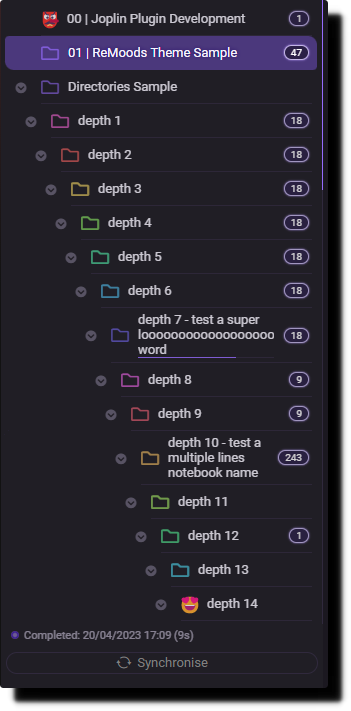 00 | Joplin Plugin Development 1
01 | ReMoods Theme Sample 47
Directories Sample
depth 1 18
depth 2 18
depth 3 18
depth 4 18
depth 5 18
depth 6 18
depth 7 - test a super
looooooooooooooooooo 18
word
depth 8 9
depth 9 9
depth 10 - test a
multiple lines 243
notebook name
depth 11
depth 12 1
depth 13
depth 14
Completed: 20/04/2023 17:09 (9s)
Synchronise